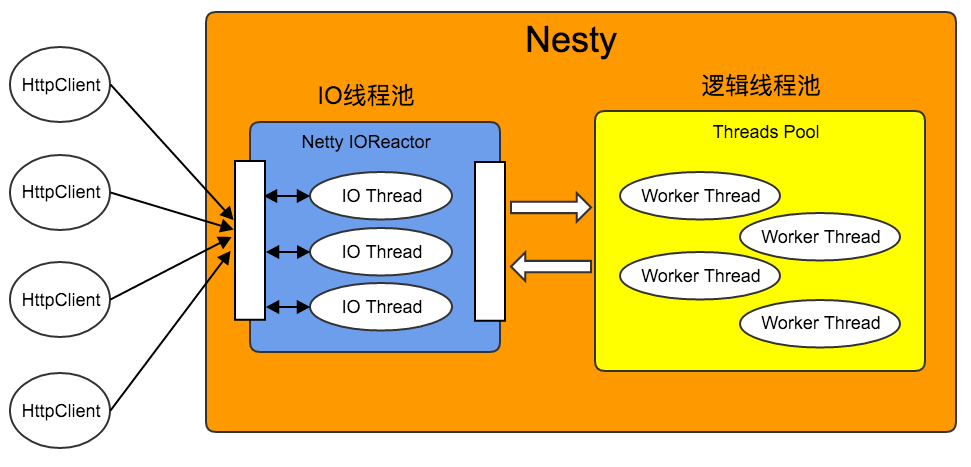 Nesty
HttpClient
HttpClient
HttpClient
HttpClient
IO线程池
Netty IOReactor
IO Thread
IO Thread
IO Thread
逻辑线程池
Threads Pool
Worker Thread
Worker Thread
Worker Thread
Worker Thread